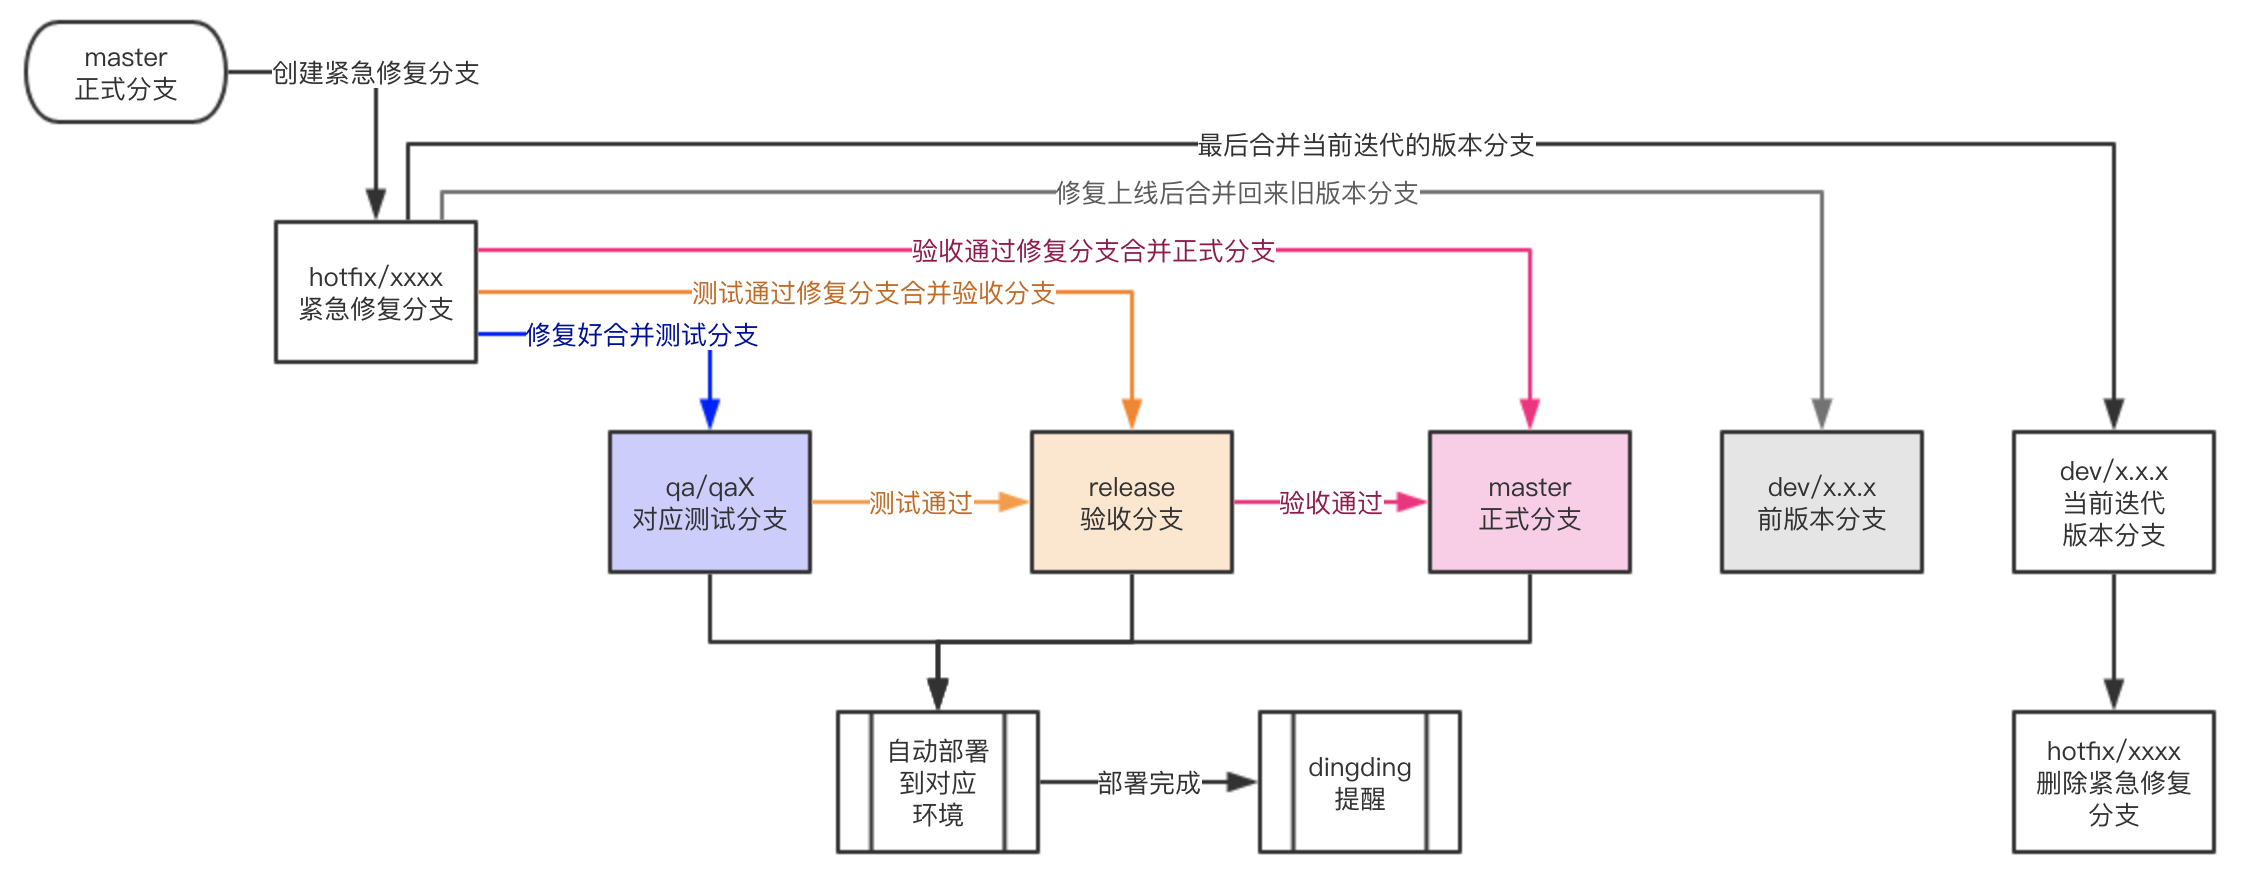 master
正式分支
创建紧急修复分支
最后合并当前迭代的版本分支
修复上线后合并回来旧版本分支
验收通过修复分支合并正式分支
hotfix/xxxx
紧急修复分支
测试通过修复分支合并验收分支
修复好合并测试分支
qa/qaX
对应测试分支
测试通过
release
验收分支
验收通过
master
正式分支
dev/x.x.x
前版本分支
dev/x.x.x
当前迭代
版本分支
自动部署
到对应
环境
部署完成
dingding
提醒
hotfix/xxxx
删除紧急修复
分支